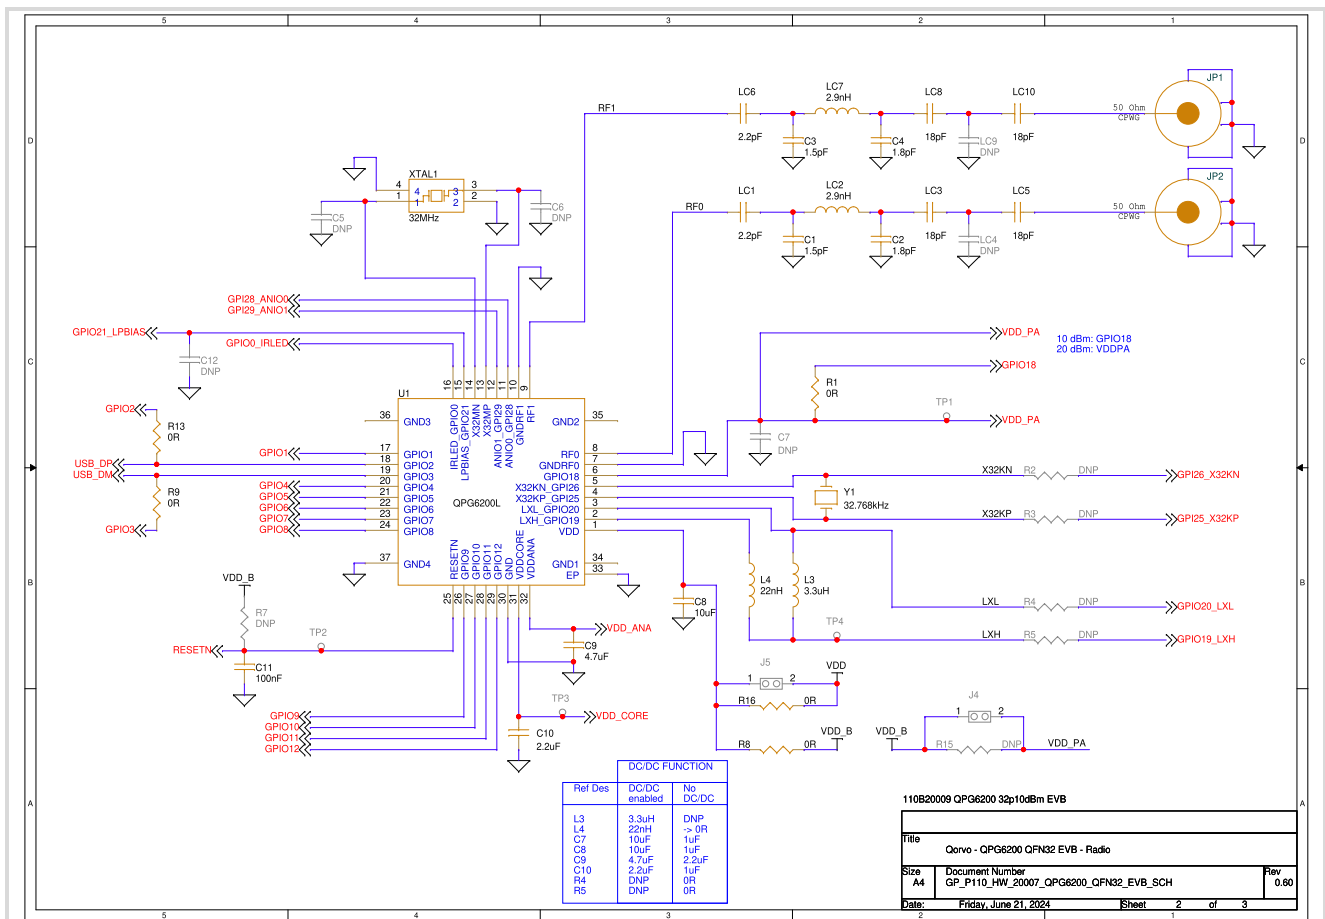 5 4 3 2 1
D
C
B
A
D
C
B
A
LC6
2.2pF
LC7
2.9nH
LC8
18pF
LC10
18pF
C3
1.5pF
C4
1.8pF
LC9
DNP
RF1
50 Ohm
CPWG
JP1
LC1
2.2pF
LC2
2.9nH
LC3
18pF
LC5
18pF
C1
1.5pF
C2
1.8pF
LC4
DNP
RF0
50 Ohm
CPWG
JP2
XTAL1
4 4 3 3
1 1 2 2
32MHz
C5
DNP
C6
DNP
GPI28_ANIO0
GPI29_ANIO1
GPIO21_LPBIAS
GPIO0_IRLED
C12
DNP
VDD_PA
10 dBm: GPIO18
20 dBm: VDDPA
GPIO18
R1
0R
TP1
VDD_PA
C7
DNP
U1
16 15 14 13 12 11 10 9
IRLED_GPIO0
LPBIAS_GPIO21
X32MN
X32MP
ANIO1_GPI29
ANIO0_GPI28
GNDRF1
RF1
36 GND3
GND2 35
17 GPIO1
18 GPIO2
19 GPIO3
20 GPIO4
21 GPIO5
22 GPIO6
23 GPIO7
24 GPIO8
37 GND4
QPG6200L
RF0 8
GNDRF0 7
GPIO18 6
X32KN_GPI26 5
X32KP_GPI25 4
LXL_GPIO20 3
LXH_GPIO19 2
VDD 1
GND1 34
EP 33
RESETN
GPIO9
GPIO10
GPIO11
GPIO12
GND
VDDCORE
VDDANA
25 26 27 28 29 30 31 32
GPIO2
R13
0R
USB_DP
USB_DM
R9
0R
GPIO3
GPIO1
GPIO4
GPIO5
GPIO6
GPIO7
GPIO8
Y1
32.768kHz
X32KN R2 DNP GPI26_X32KN
X32KP R3 DNP GPI25_X32KP
L4
22nH
L3
3.3uH
LXL R4 DNP GPIO20_LXL
TP4
LXH R5 DNP GPIO19_LXH
C8
10uF
VDD_B
R7
DNP
TP2
RESETN
C11
100nF
VDD_ANA
C9
4.7uF
TP3
VDD_CORE
C10
2.2uF
GPIO9
GPIO10
GPIO11
GPIO12
J5
1 2
VDD
R16 0R
VDD_B
R8 0R
J4
1 2
VDD_B
R15 DNP VDD_PA
DC/DC FUNCTION
Ref Des DC/DC enabled No DC/DC
L3 3.3uH DNP
L4 22nH -> 0R
C7 10uF 1uF
C8 10uF 1uF
C9 4.7uF 2.2uF
C10 2.2uF 1uF
R4 DNP 0R
R5 DNP 0R
110B20009 QPG6200 32p10dBm EVB
Title
Qorvo - QPG6200 QFN32 EVB - Radio
Size Document Number Rev
A4 GP_P110_HW_20007_QPG6200_QFN32_EVB_SCH 0.60
Date: Friday, June 21, 2024 Sheet 2 of 3
5 4 3 2 1